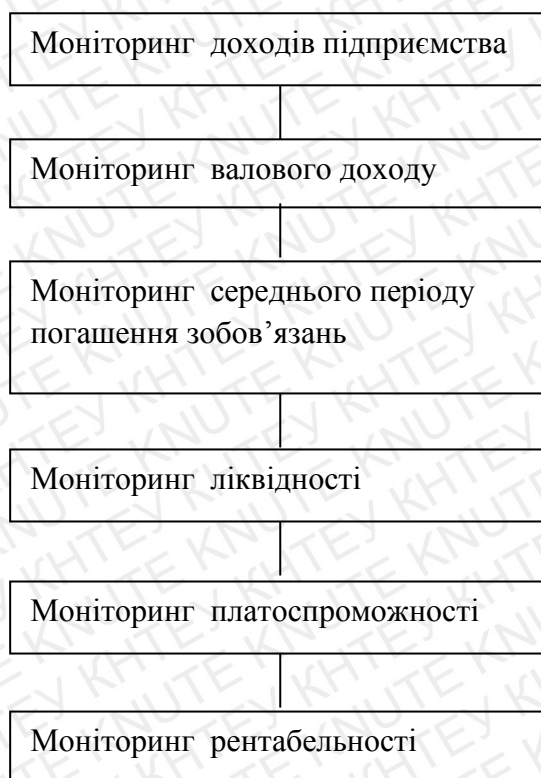 Моніторинг доходів підприємства
Моніторинг валового доходу
Моніторинг середнього періоду
погашення зобов’язань
Моніторинг ліквідності
Моніторинг платоспроможності
Моніторинг рентабельності